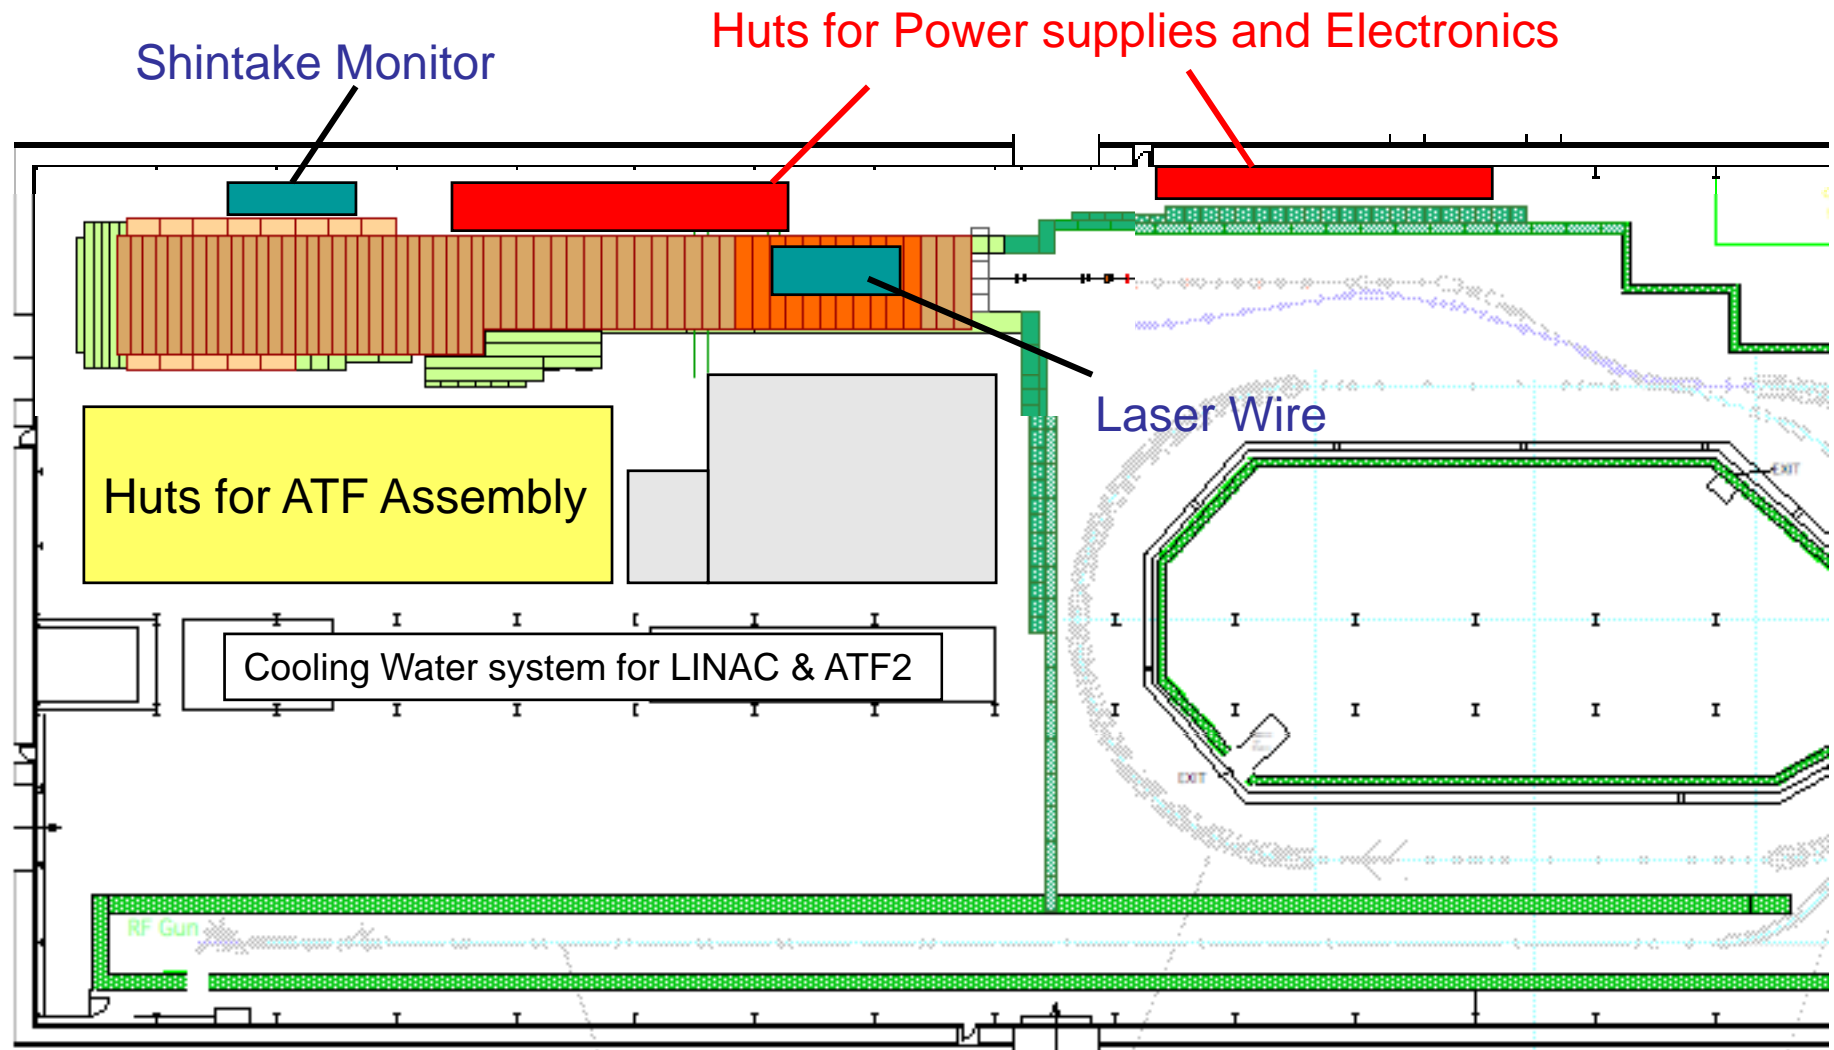 Huts for Power supplies and Electronics
Shintake Monitor
Laser Wire
EXIT
Huts for ATF Assembly
Cooling Water system for LINAC & ATF2
EXIT
RF Gun